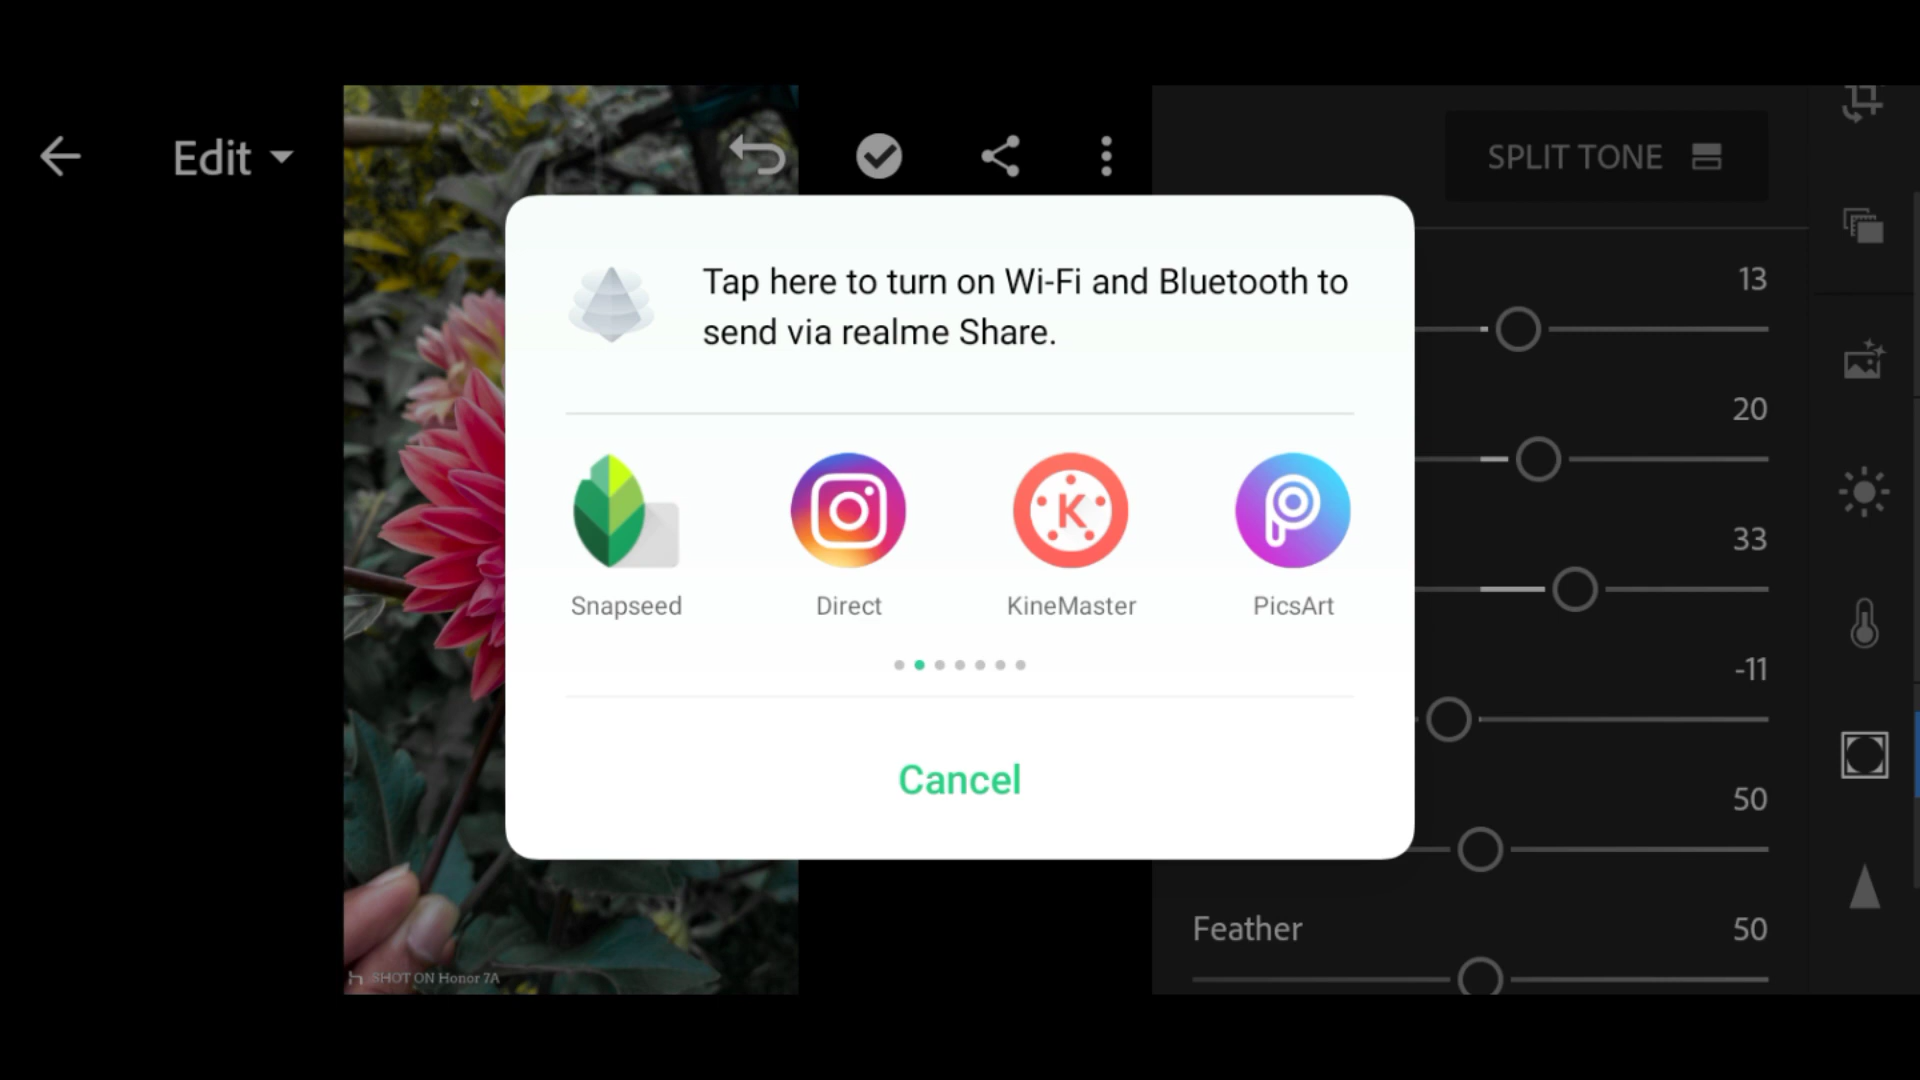 Edit
SPLIT TONE
Tap here to turn on Wi-Fi and Bluetooth to
send via realme Share.
13
20
33
-11
50
Feather 50
K
Snapseed Direct KineMaster PicsArt
Cancel
SHOT ON Honor 7A